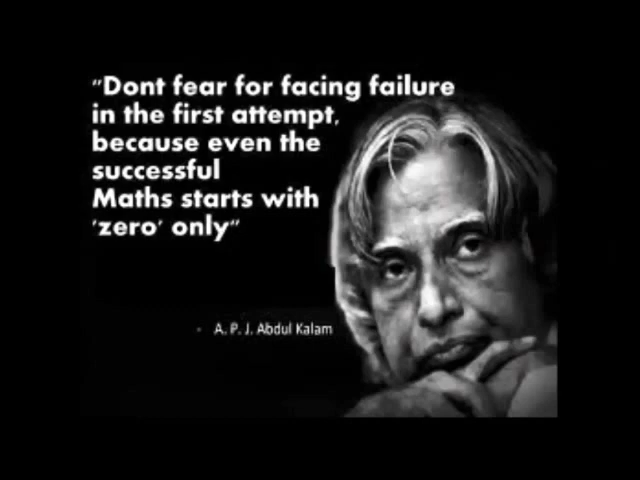 "Dont fear for facing failure
in the first attempt,
because even the
successful
Maths starts with
'zero' only"
- A. P. J. Abdul Kalam